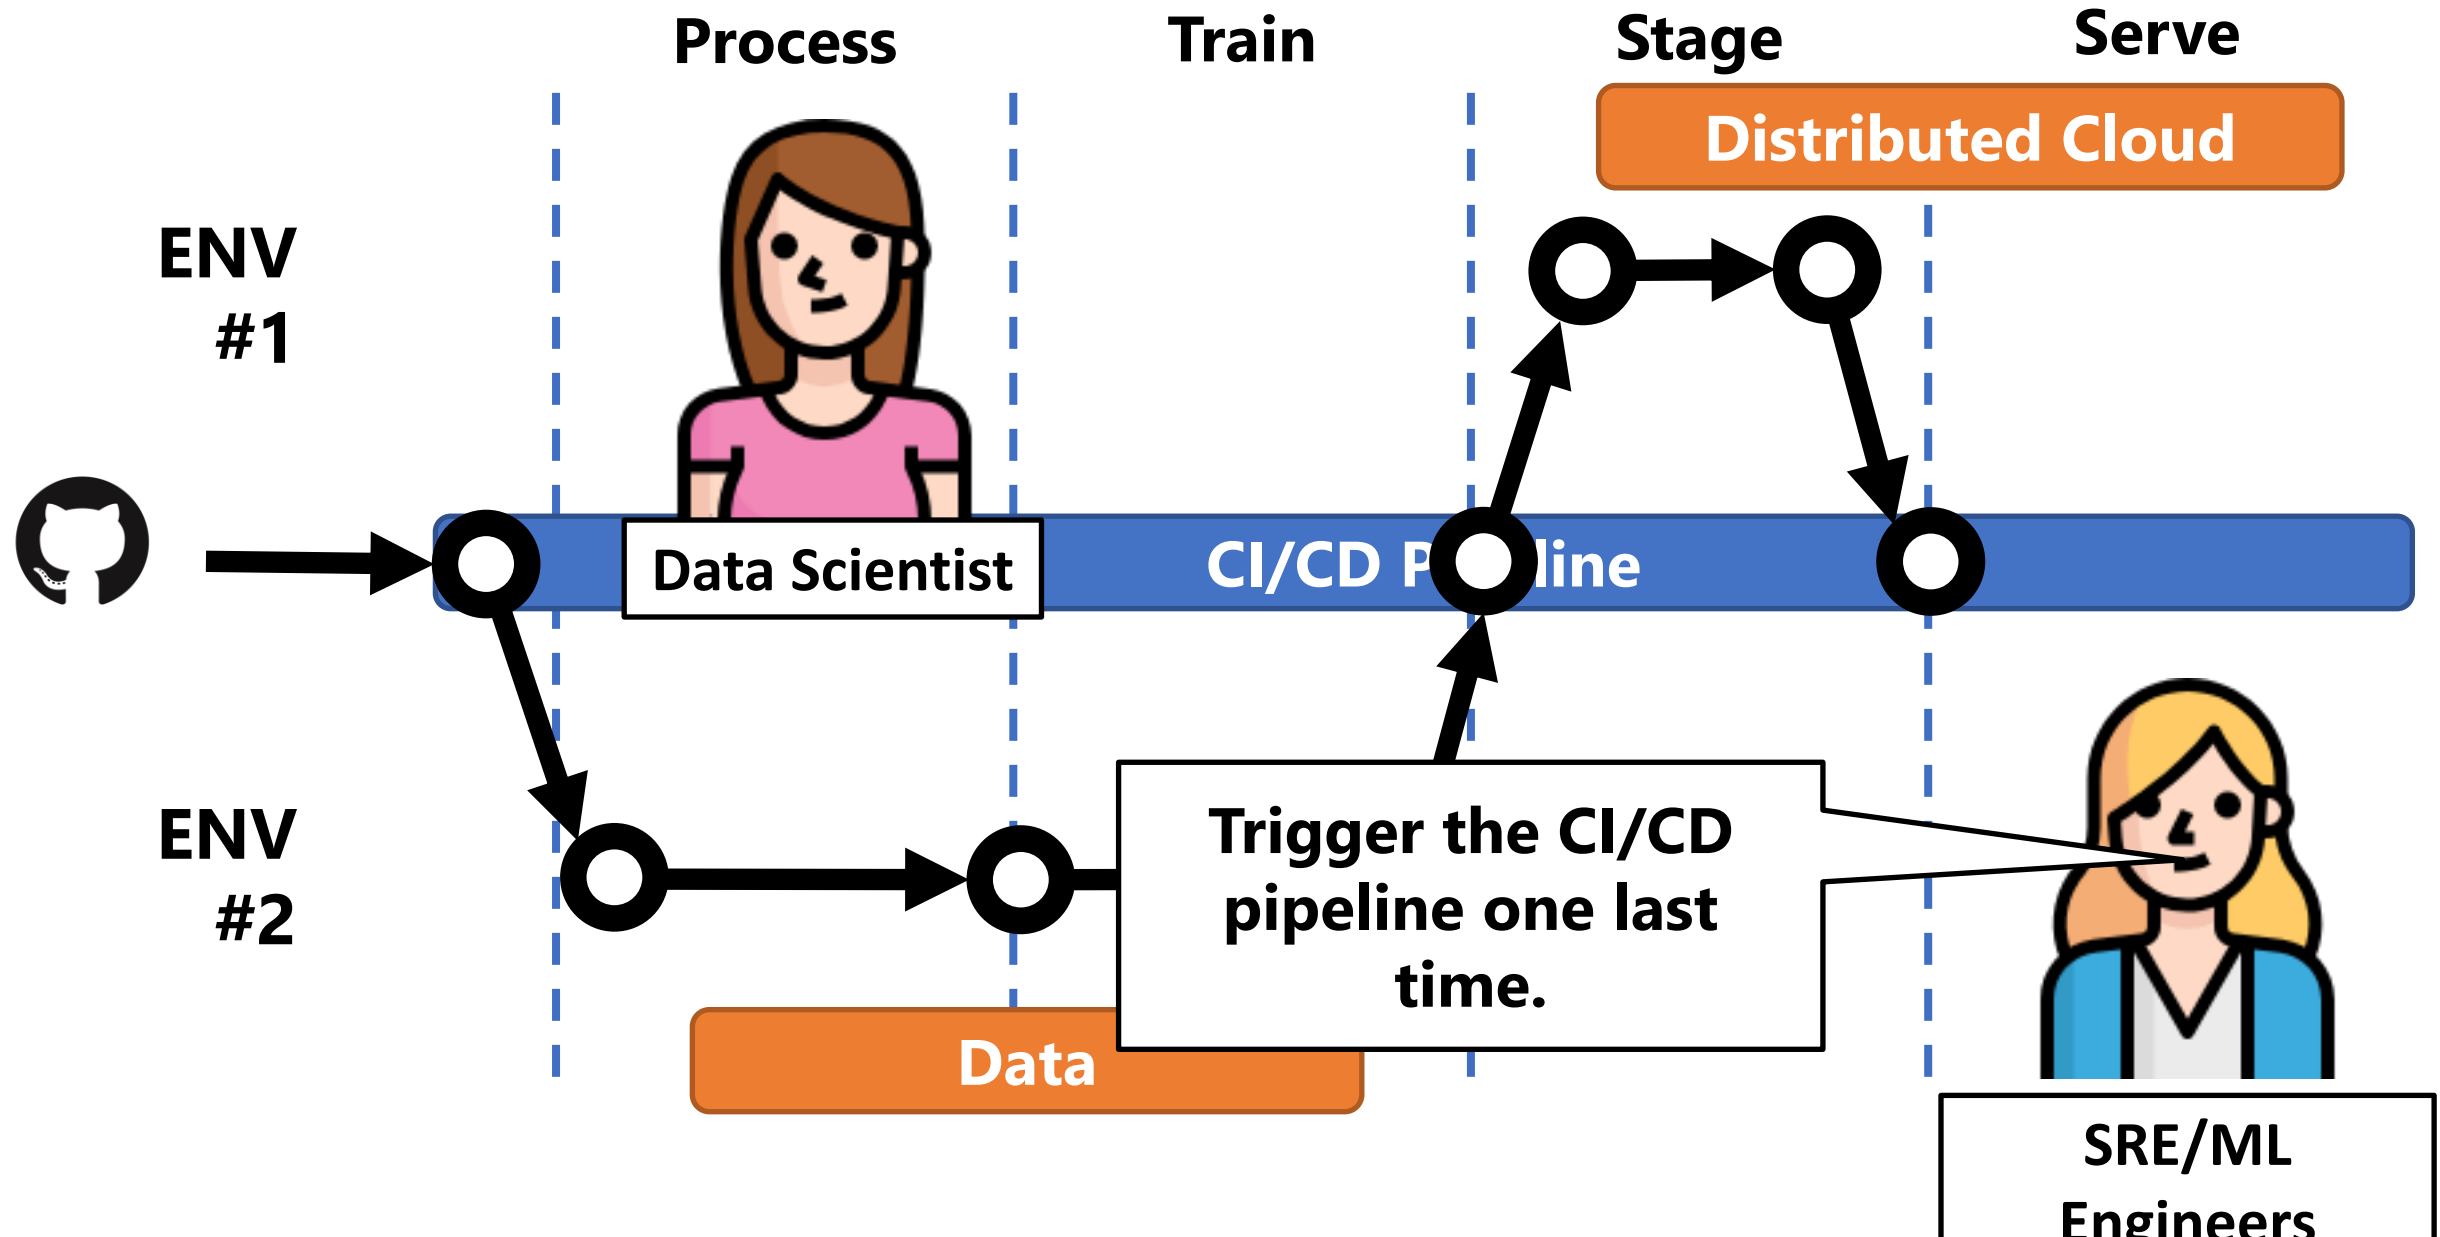 Process
Train
Stage
Serve
Distributed Cloud
ENV
#1
Data Scientist
CI/CD P line
ENV
#2
Trigger the CI/CD
pipeline one last
time.
Data
SRE/ML
Engineers